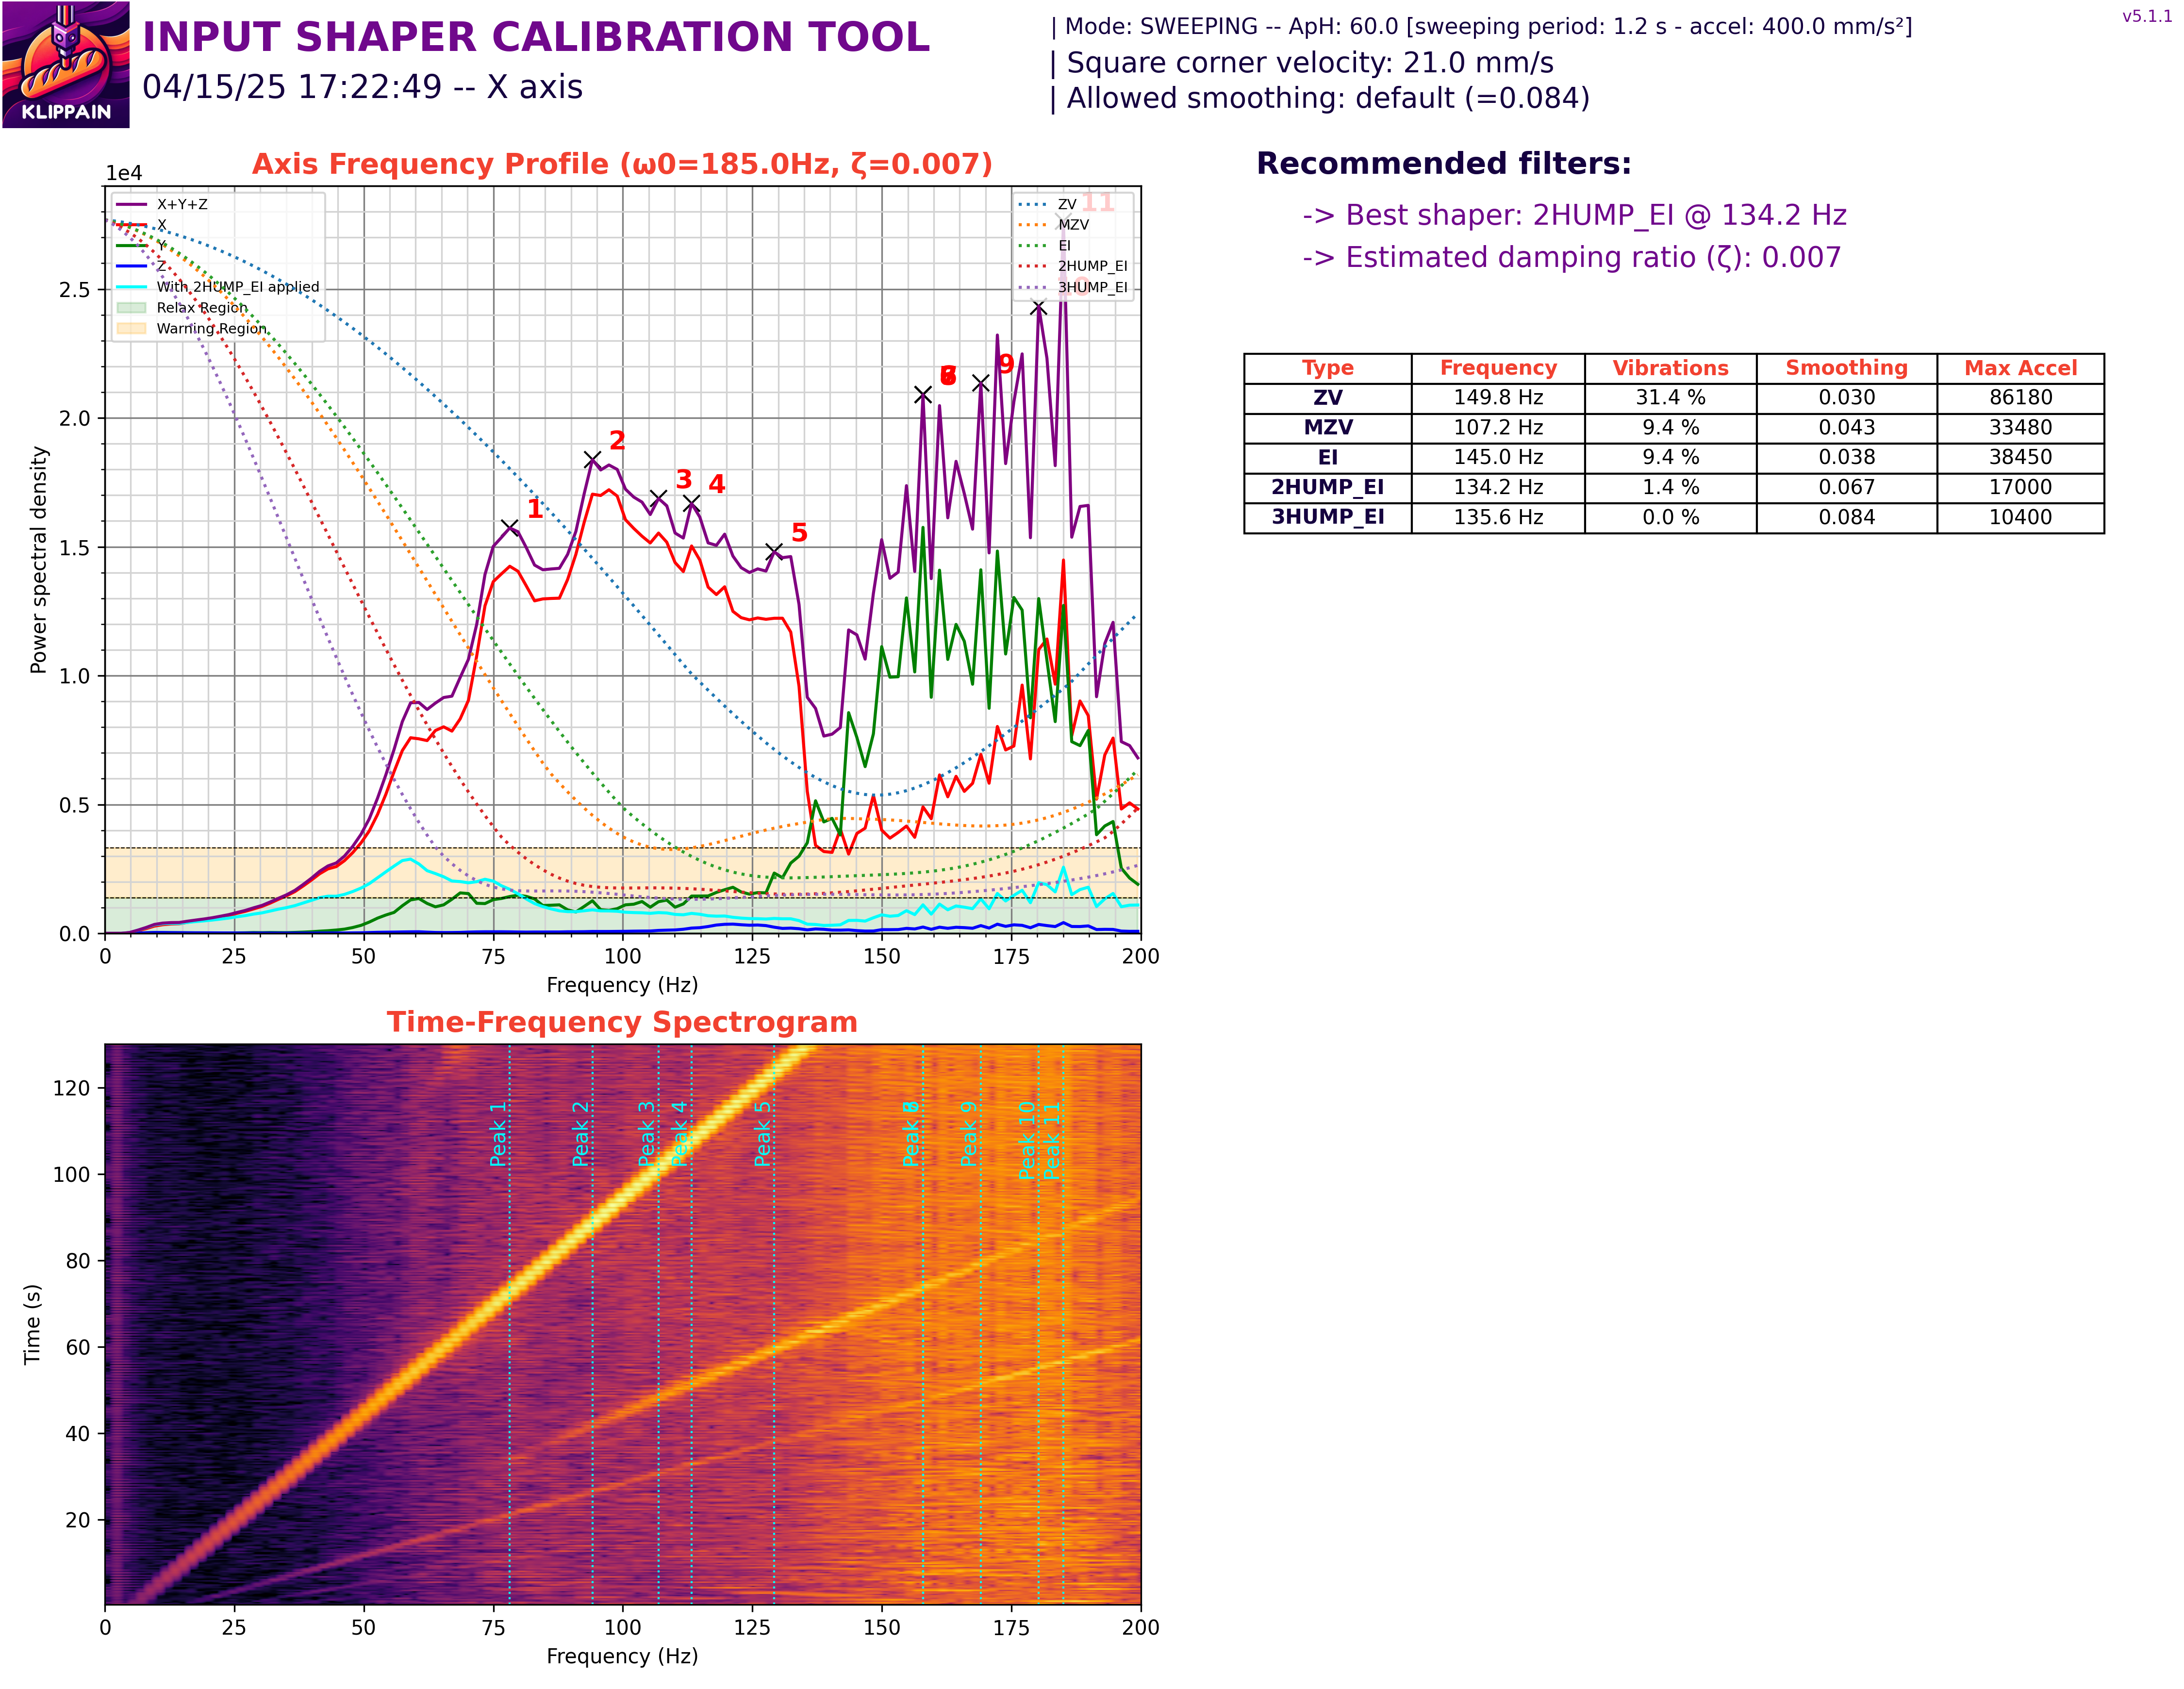 KLIPPAIN
INPUT SHAPER CALIBRATION TOOL
04/15/25 17:22:49 -- X axis
| Mode: SWEEPING -- ApH: 60.0 [sweeping period: 1.2 s - accel: 400.0 mm/s²]
| Square corner velocity: 21.0 mm/s
| Allowed smoothing: default (=0.084)
v5.1.1
Axis Frequency Profile (ω0=185.0Hz, ζ=0.007)
1e4
X+Y+Z
X
Y
Z
With 2HUMP_EI applied
Relax Region
Warning Region
ZV
MZV
EI
2HUMP_EI
3HUMP_EI
1
2
3
4
5
9
11
Power spectral density
2.5
2.0
1.5
1.0
0.5
0.0
0 25 50 75 100 125 150 175 200
Frequency (Hz)
Recommended filters:
-> Best shaper: 2HUMP_EI @ 134.2 Hz
-> Estimated damping ratio (ζ): 0.007
Type Frequency Vibrations Smoothing Max Accel
ZV 149.8 Hz 31.4 % 0.030 86180
MZV 107.2 Hz 9.4 % 0.043 33480
EI 145.0 Hz 9.4 % 0.038 38450
2HUMP_EI 134.2 Hz 1.4 % 0.067 17000
3HUMP_EI 135.6 Hz 0.0 % 0.084 10400
Time-Frequency Spectrogram
Peak 1
Peak 2
Peak 3
Peak 4
Peak 5
Peak
Peak 9
Peak 10
Peak 11
Time (s)
120
100
80
60
40
20
0 25 50 75 100 125 150 175 200
Frequency (Hz)